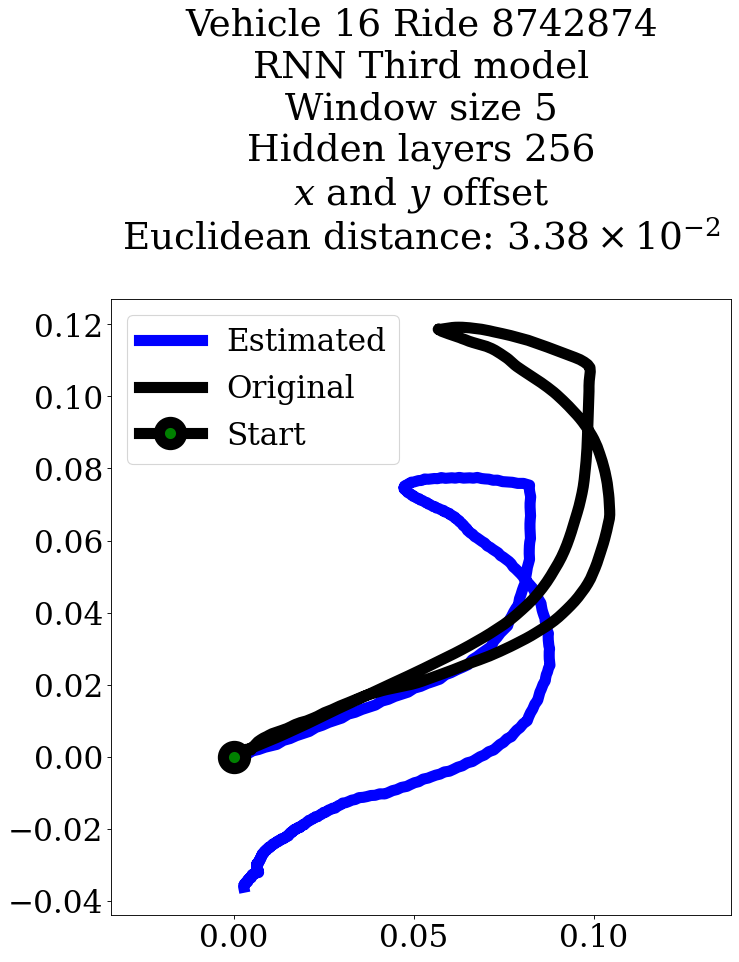 Vehicle 16 Ride 8742874
RNN Third model
Window size 5
Hidden layers 256
x and y offset
Euclidean distance: 3.38 × 10⁻²
Estimated
Original
Start
0.12
0.10
0.08
0.06
0.04
0.02
0.00
−0.02
−0.04
0.00 0.05 0.10